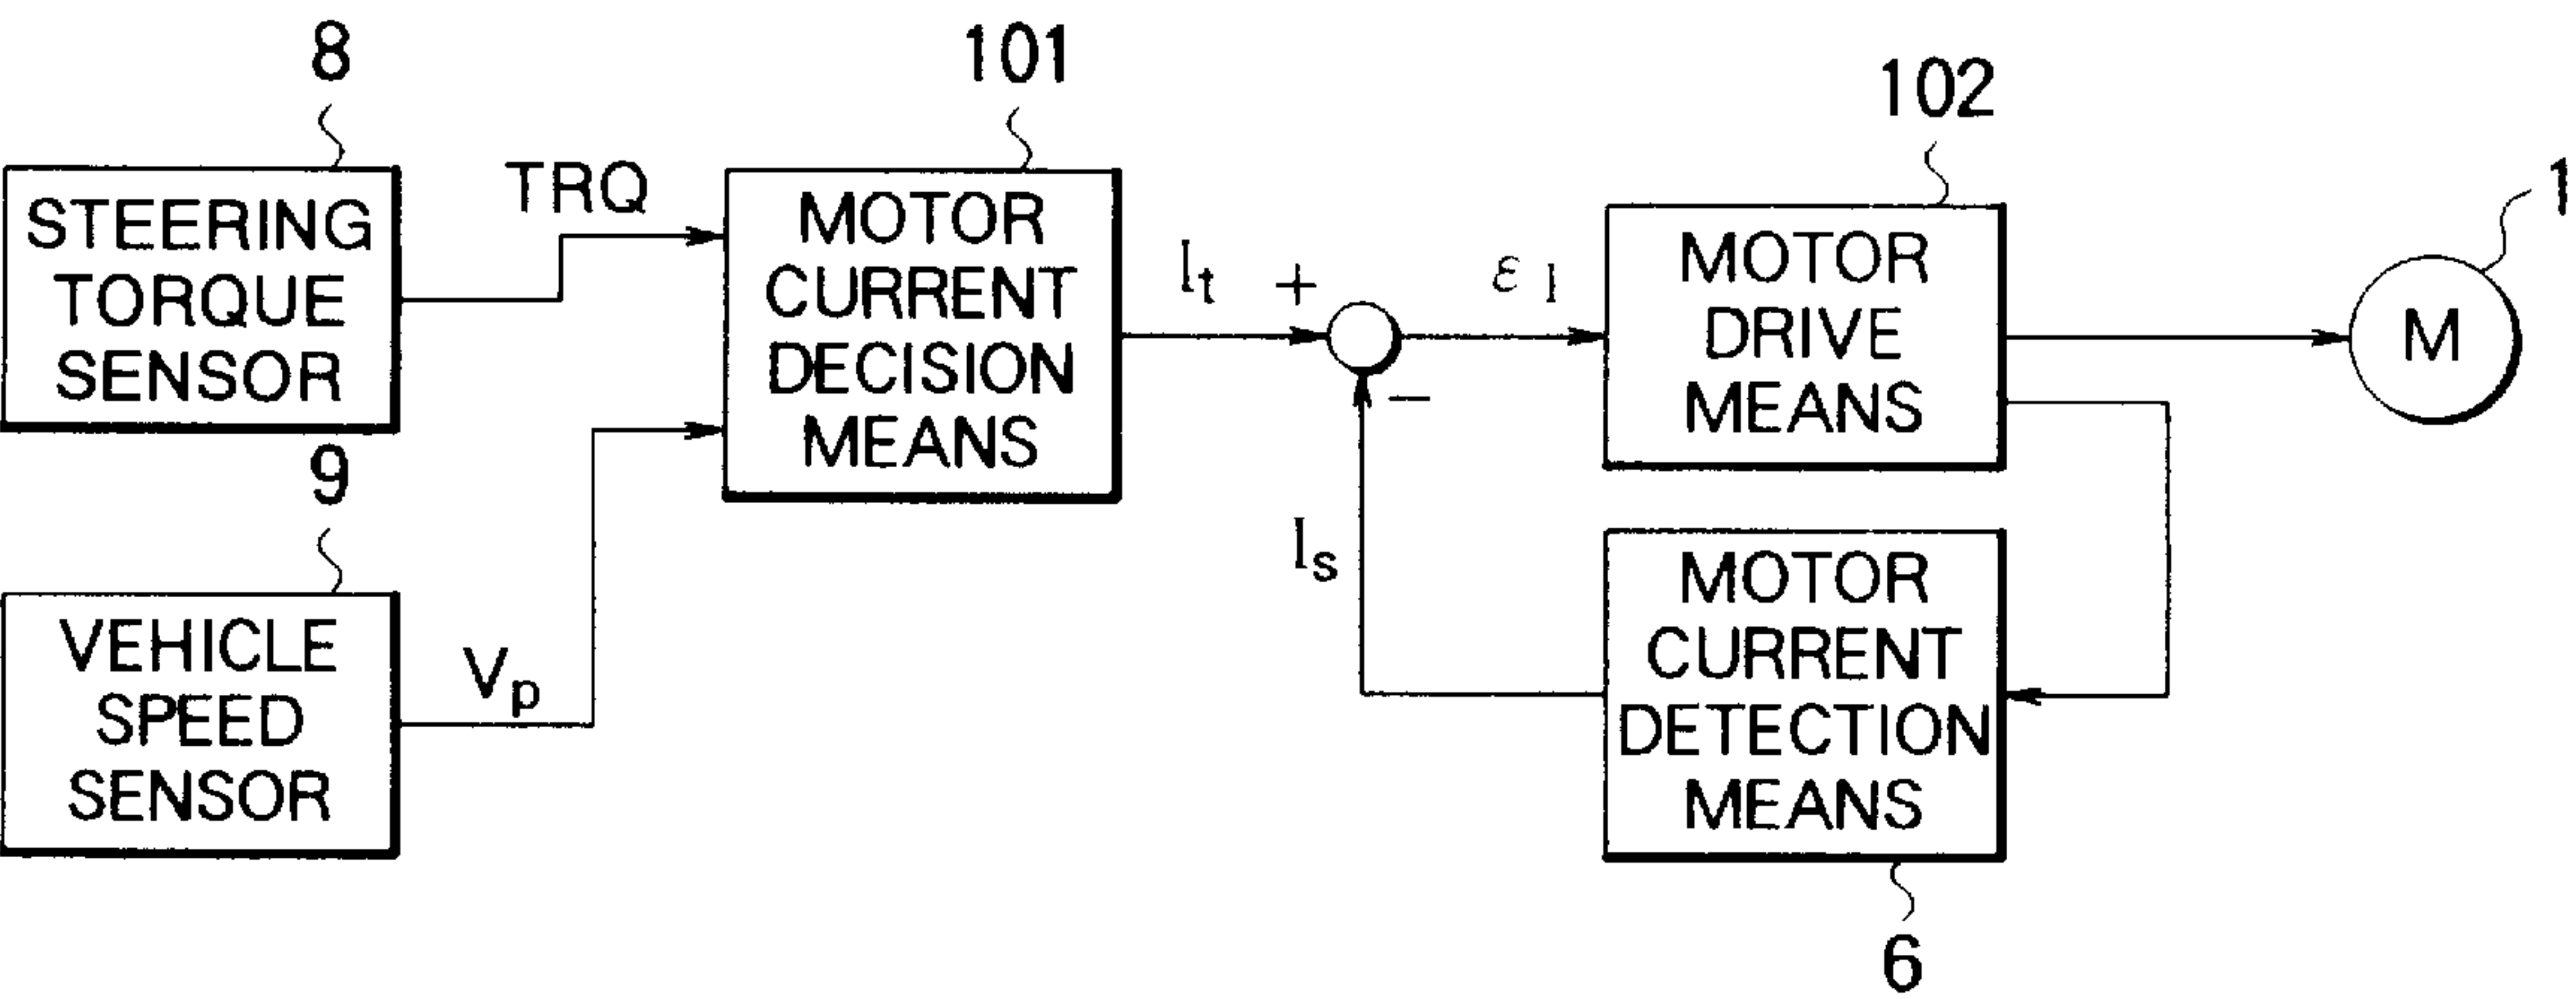 8
STEERING
TORQUE
SENSOR
TRQ
9
VEHICLE
SPEED
SENSOR
Vp
101
MOTOR
CURRENT
DECISION
MEANS
It
+
−
εI
Is
102
MOTOR
DRIVE
MEANS
1
M
MOTOR
CURRENT
DETECTION
MEANS
6